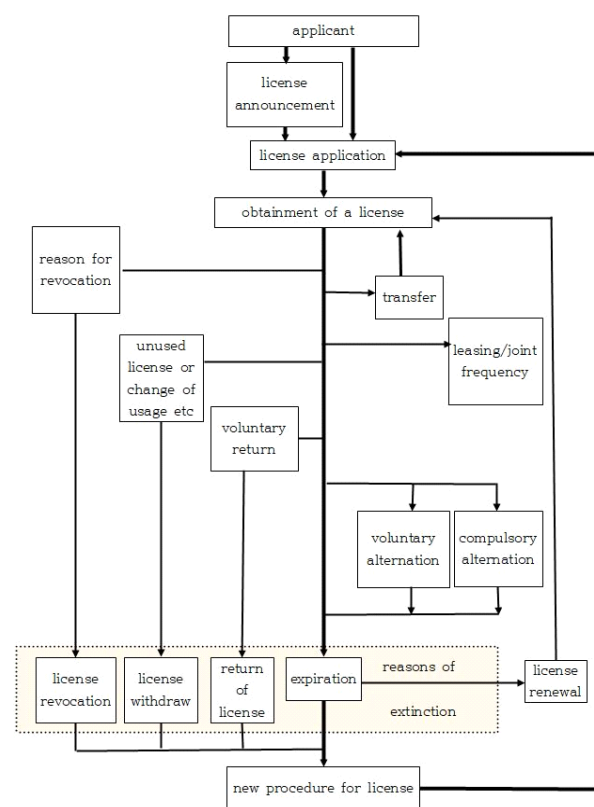 applicant
license
announcement
license application
obtainment of a license
reason for
revocation
transfer
unused
license or
change of
usage etc
leasing/joint
frequency
voluntary
return
voluntary
alternation
compulsory
alternation
license
revocation
license
withdraw
return
of
license
expiration
reasons of
extinction
license
renewal
new procedure for license